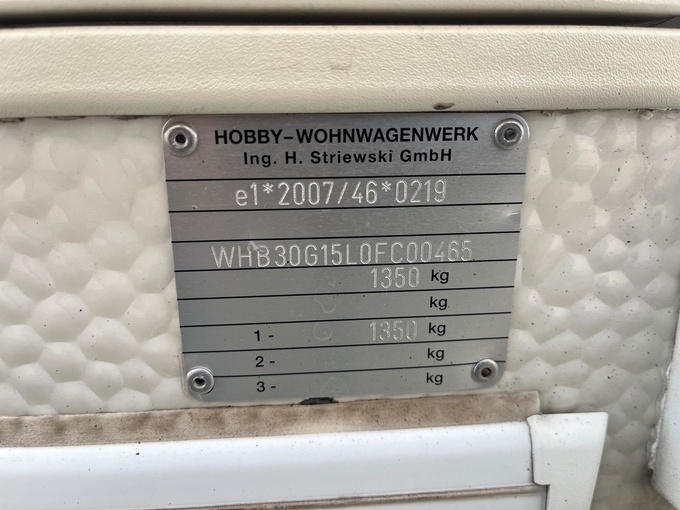 HOBBY-WOHNWAGENWERK
Ing. H. Striewski GmbH
e1*2007/46*0219
WHB30G15L0FC00465
1350 kg
kg
1- 1350 kg
2- kg
3- kg